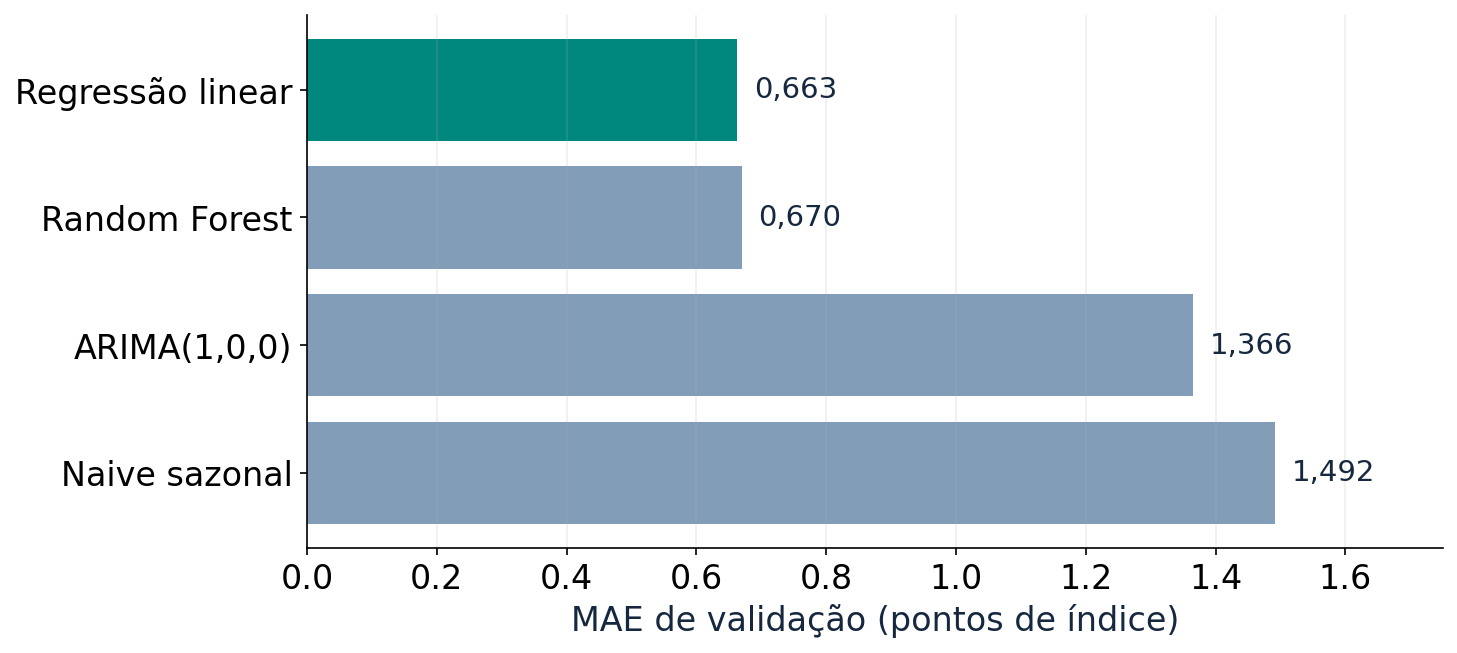 Regressão linear 0,663
Random Forest 0,670
ARIMA(1,0,0) 1,366
Naive sazonal 1,492
0.0 0.2 0.4 0.6 0.8 1.0 1.2 1.4 1.6
MAE de validação (pontos de índice)